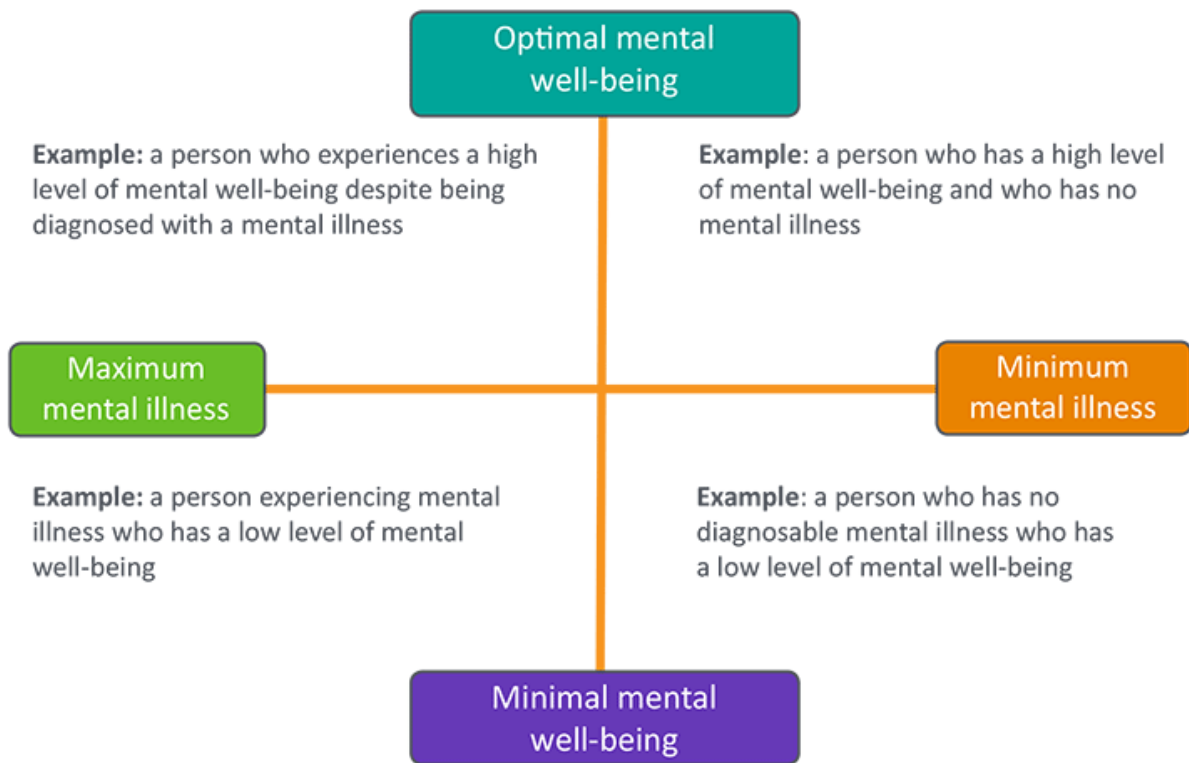 Optimal mental
well-being
Example: a person who experiences a high
level of mental well-being despite being
diagnosed with a mental illness
Example: a person who has a high level
of mental well-being and who has no
mental illness
Maximum
mental illness
Minimum
mental illness
Example: a person experiencing mental
illness who has a low level of mental
well-being
Example: a person who has no
diagnosable mental illness who has
a low level of mental well-being
Minimal mental
well-being